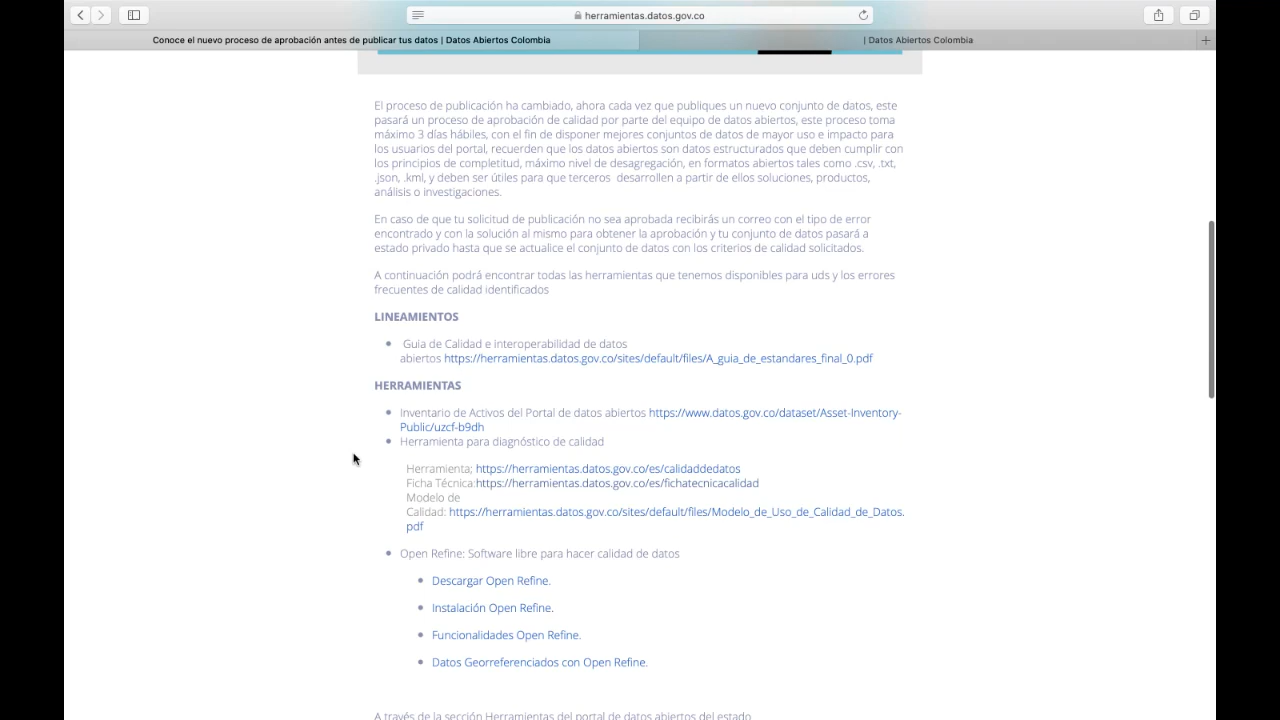 herramientas.datos.gov.co
Conoce el nuevo proceso de aprobación antes de publicar tus datos | Datos Abiertos Colombia
| Datos Abiertos Colombia
El proceso de publicación ha cambiado, ahora cada vez que publiques un nuevo conjunto de datos, este
pasará un proceso de aprobación de calidad por parte del equipo de datos abiertos, este proceso toma
máximo 3 días hábiles, con el fin de disponer mejores conjuntos de datos de mayor uso e impacto para
los usuarios del portal, recuerden que los datos abiertos son datos estructurados que deben cumplir con
los principios de completitud, máximo nivel de desagregación, en formatos abiertos tales como .csv, .txt,
.json, .kml, y deben ser útiles para que terceros desarrollen a partir de ellos soluciones, productos,
análisis o investigaciones.
En caso de que tu solicitud de publicación no sea aprobada recibirás un correo con el tipo de error
encontrado y con la solución al mismo para obtener la aprobación y tu conjunto de datos pasará a
estado privado hasta que se actualice el conjunto de datos con los criterios de calidad solicitados.
A continuación podrá encontrar todas las herramientas que tenemos disponibles para uds y los errores
frecuentes de calidad identificados
LINEAMIENTOS
Guia de Calidad e interoperabilidad de datos
abiertos https://herramientas.datos.gov.co/sites/default/files/A_guia_de_estandares_final_0.pdf
HERRAMIENTAS
Inventario de Activos del Portal de datos abiertos https://www.datos.gov.co/dataset/Asset-Inventory-
Public/uzcf-b9dh
Herramienta para diagnóstico de calidad
Herramienta; https://herramientas.datos.gov.co/es/calidaddedatos
Ficha Técnica:https://herramientas.datos.gov.co/es/fichatecnicacalidad
Modelo de
Calidad: https://herramientas.datos.gov.co/sites/default/files/Modelo_de_Uso_de_Calidad_de_Datos.
pdf
Open Refine: Software libre para hacer calidad de datos
Descargar Open Refine.
Instalación Open Refine.
Funcionalidades Open Refine.
Datos Georreferenciados con Open Refine.
A través de la sección Herramientas del portal de datos abiertos del estado